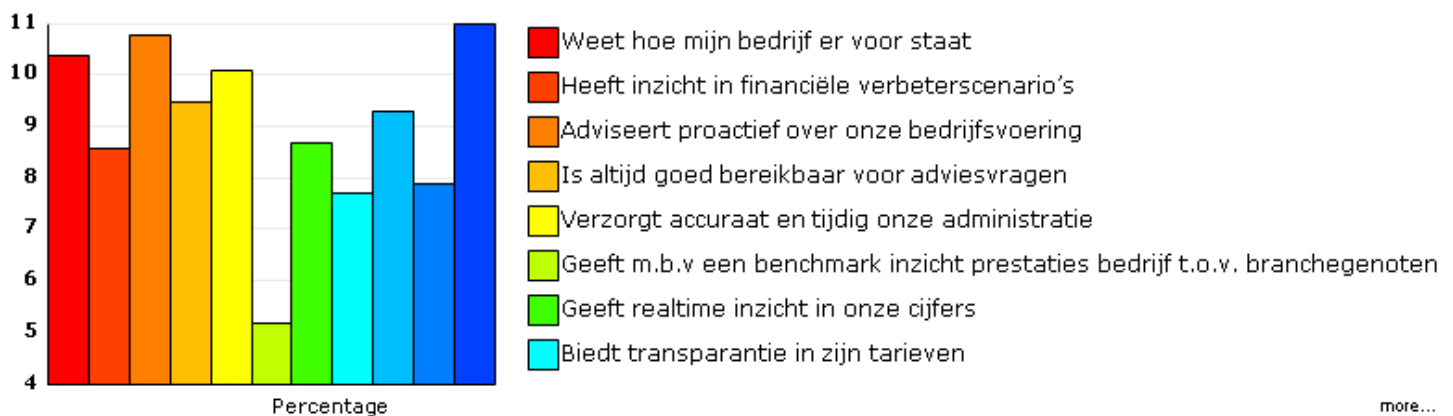 11
10
9
8
7
6
5
4
Percentage
Weet hoe mijn bedrijf er voor staat
Heeft inzicht in financiële verbeterscenario's
Adviseert proactief over onze bedrijfsvoering
Is altijd goed bereikbaar voor adviesvragen
Verzorgt accuraat en tijdig onze administratie
Geeft m.b.v een benchmark inzicht prestaties bedrijf t.o.v. branchegenoten
Geeft realtime inzicht in onze cijfers
Biedt transparantie in zijn tarieven
more...